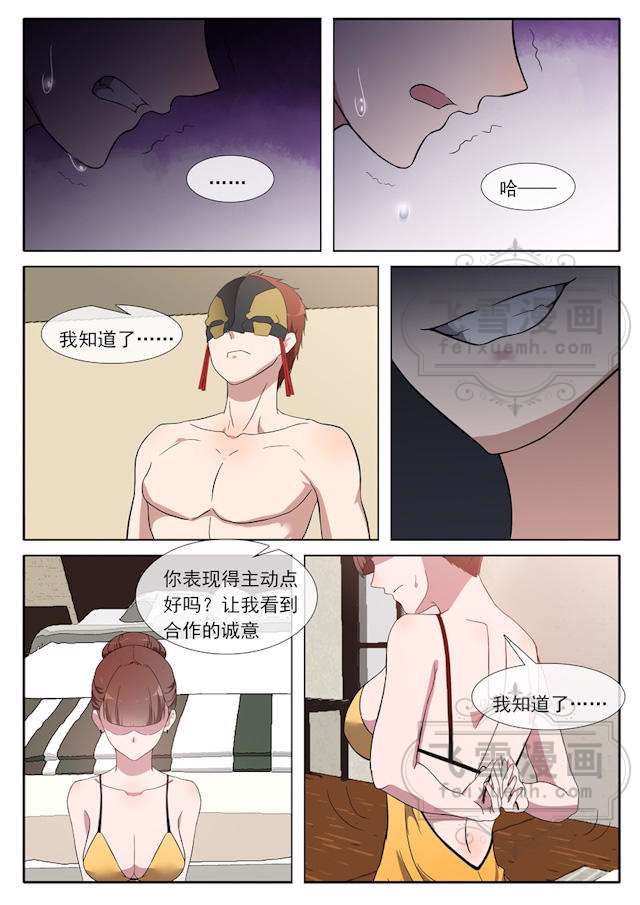 ……
哈——
我知道了……
飞雪漫画
feixuemh.com
你表现得主动点
好吗？让我看到
合作的诚意
我知道了……
飞雪漫画
feixuemh.com